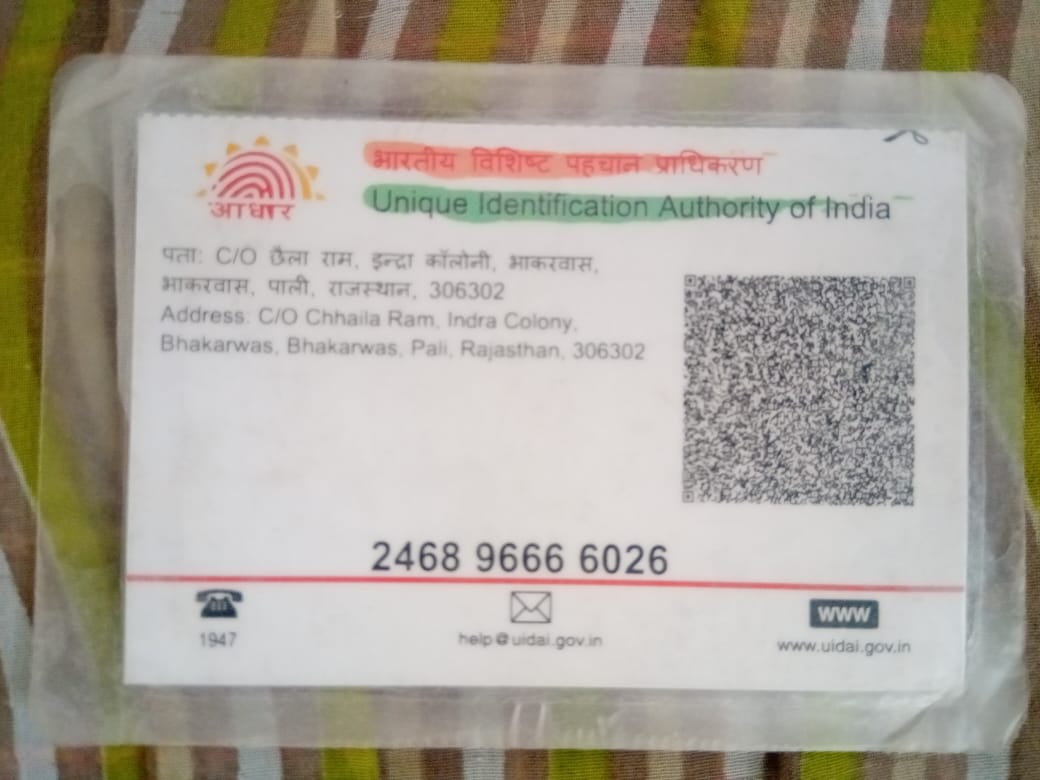 आधार
भारतीय विशिष्ट पहचान प्राधिकरण
Unique Identification Authority of India
पता: C/O छैला राम, इन्द्रा कॉलोनी, भाकरवास,
भाकरवास, पाली, राजस्थान, 306302
Address: C/O Chhaila Ram, Indra Colony,
Bhakarwas, Bhakarwas, Pali, Rajasthan, 306302
2468 9666 6026
1947
help@uidai.gov.in
www
www.uidai.gov.in